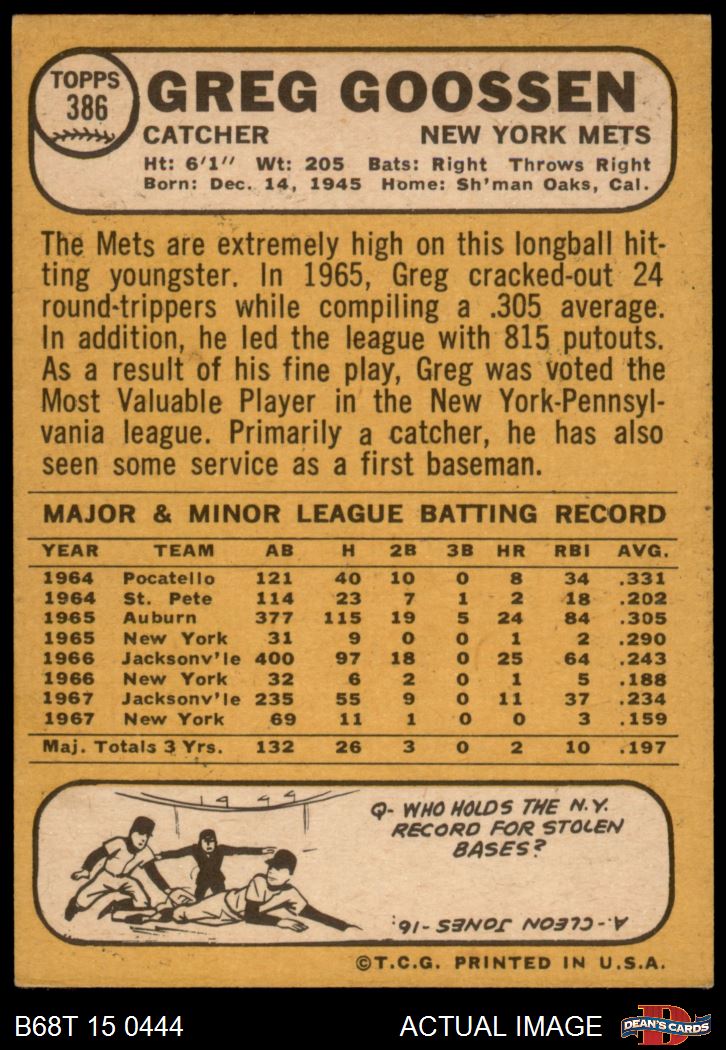 TOPPS
386
GREG GOOSSEN
CATCHER NEW YORK METS
Ht: 6'1" Wt: 205 Bats: Right Throws Right
Born: Dec. 14, 1945 Home: Sh'man Oaks, Cal.
The Mets are extremely high on this longball hit-
ting youngster. In 1965, Greg cracked-out 24
round-trippers while compiling a .305 average.
In addition, he led the league with 815 putouts.
As a result of his fine play, Greg was voted the
Most Valuable Player in the New York-Pennsyl-
vania league. Primarily a catcher, he has also
seen some service as a first baseman.
MAJOR & MINOR LEAGUE BATTING RECORD
YEAR TEAM AB H 2B 3B HR RBI AVG.
1964 Pocatello 121 40 10 0 8 34 .331
1964 St. Pete 114 23 7 1 2 18 .202
1965 Auburn 377 115 19 5 24 84 .305
1965 New York 31 9 0 0 1 2 .290
1966 Jacksonv'le 400 97 18 0 25 64 .243
1966 New York 32 6 2 0 1 5 .188
1967 Jacksonv'le 235 55 9 0 11 37 .234
1967 New York 69 11 1 0 0 3 .159
Maj. Totals 3 Yrs. 132 26 3 0 2 10 .197
Q- WHO HOLDS THE N.Y.
RECORD FOR STOLEN
BASES?
A- CLEON JONES -16.
©T.C.G. PRINTED IN U.S.A.
B68T 15 0444 ACTUAL IMAGE
D
DEAN'S CARDS